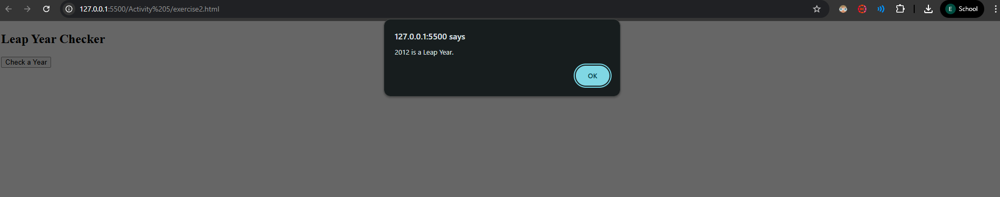 127.0.0.1:5500/Activity%205/exercise2.html
E School
127.0.0.1:5500 says
2012 is a Leap Year.
OK
Leap Year Checker
Check a Year